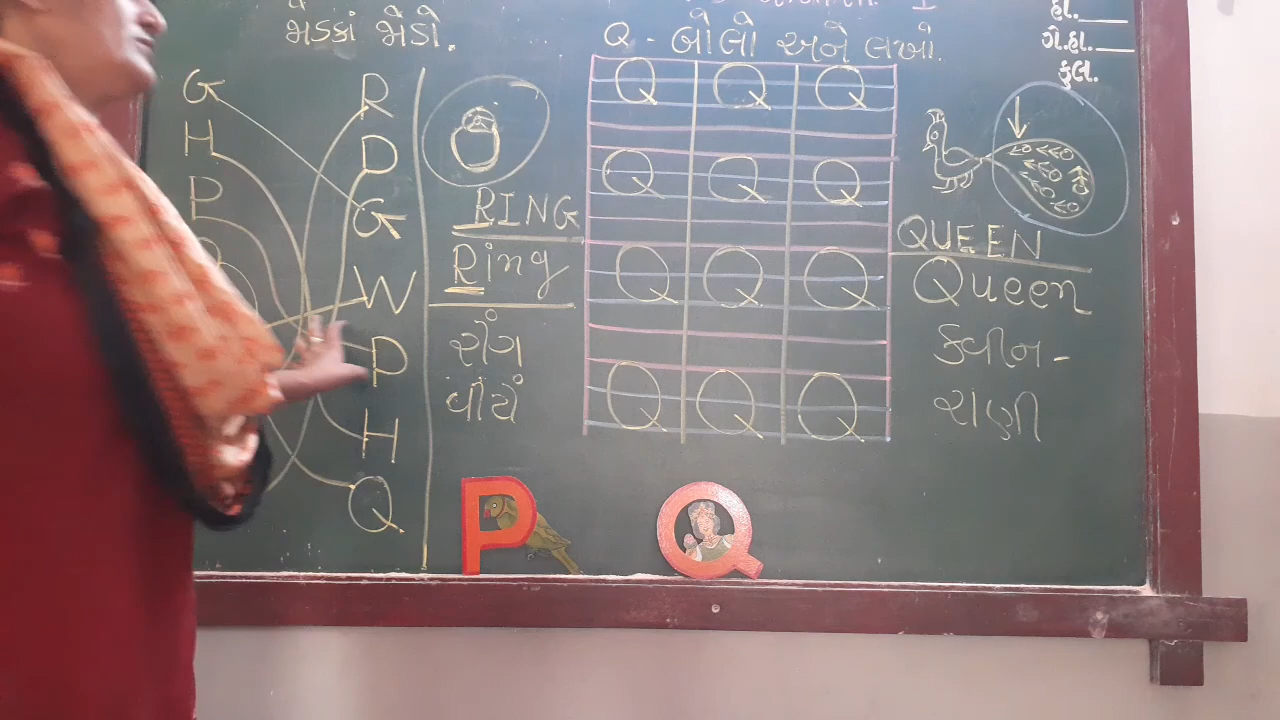 જોડકાં જોડો.
G
H
P
R
D
G
W
P
H
Q
RING
Ring
રીંગ
વીંટી
Q - બોલો અને લખો.
Q Q Q
Q Q Q
Q Q Q
Q Q Q
હા.
ગે.હા.
કુલ.
QUEEN
Queen
ક્વીન -
રાણી
P
Q